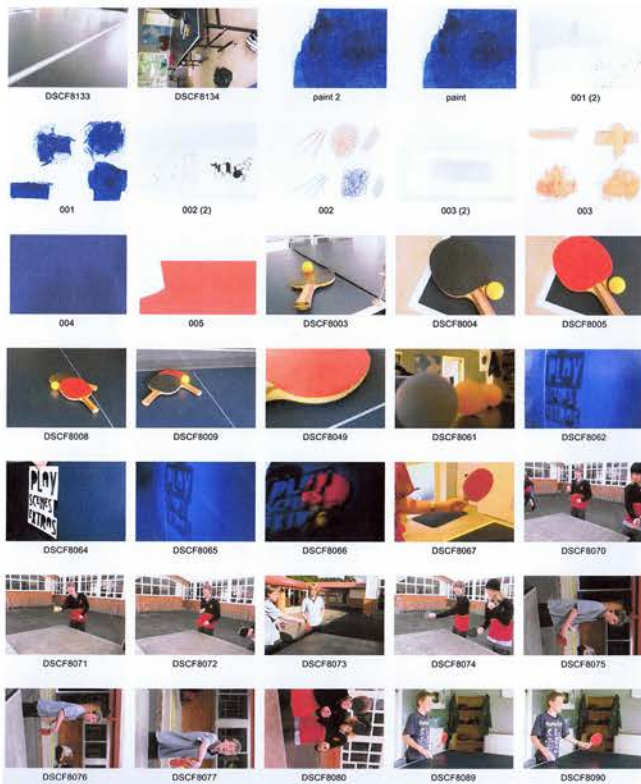 DSCF8133 DSCF8134 paint 2 paint 001 (2)
001 002 (2) 002 003 (2) 003
004 005 DSCF8003 DSCF8004 DSCF8005
DSCF8008 DSCF8009 DSCF8049 DSCF8061 DSCF8062
PLAY
SCENES
EXTRAS
DSCF8064 DSCF8065 DSCF8066 DSCF8067 DSCF8070
DSCF8071 DSCF8072 DSCF8073 DSCF8074 DSCF8075
DSCF8076 DSCF8077 DSCF8080 DSCF8089 DSCF8090